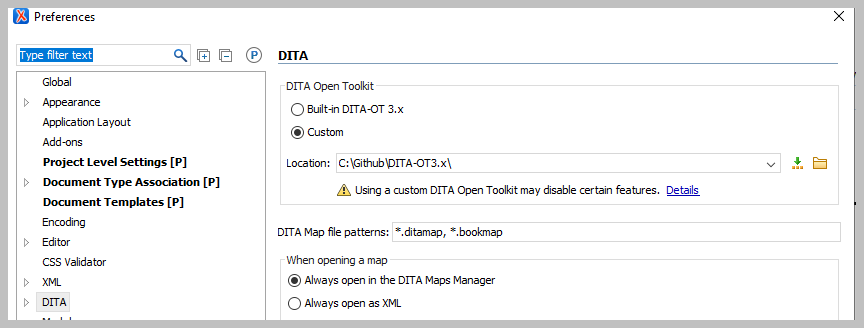 Preferences
Type filter text
P
DITA
Global
Appearance
Application Layout
Add-ons
Project Level Settings [P]
Document Type Association [P]
Document Templates [P]
Encoding
Editor
CSS Validator
XML
DITA
DITA Open Toolkit
Built-in DITA-OT 3.x
Custom
Location: C:\Github\DITA-OT3.x\
Using a custom DITA Open Toolkit may disable certain features. Details
DITA Map file patterns: *.ditamap, *.bookmap
When opening a map
Always open in the DITA Maps Manager
Always open as XML